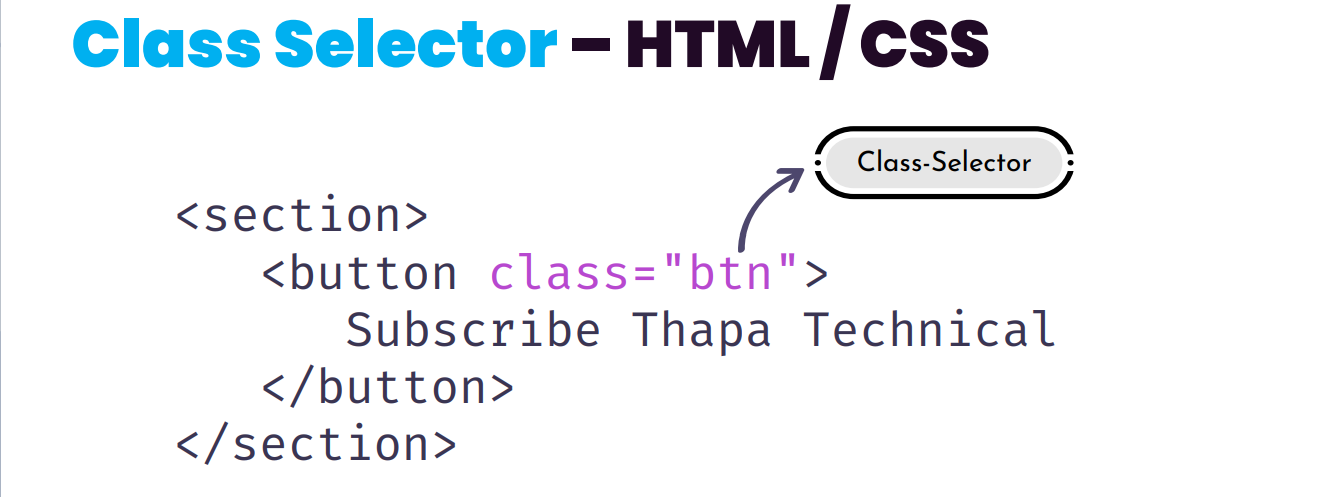 Class Selector – HTML / CSS
Class-Selector
<section>
<button class="btn">
Subscribe Thapa Technical
</button>
</section>